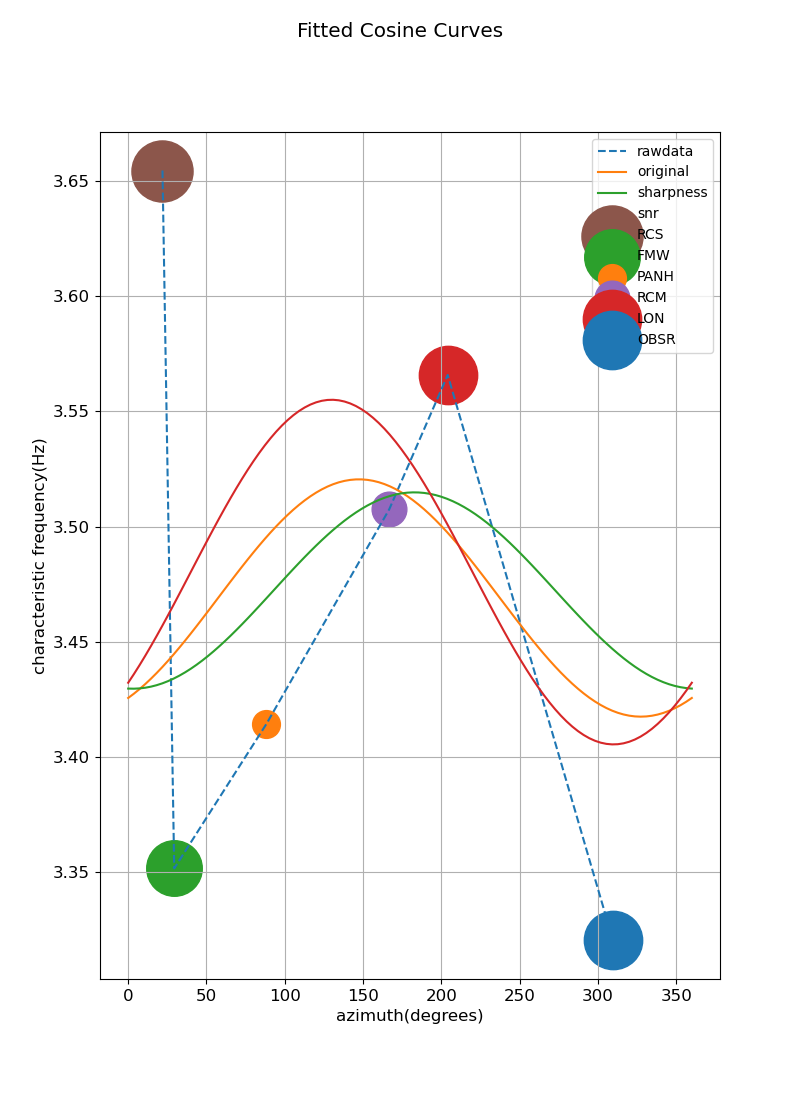 Fitted Cosine Curves
characteristic frequency(Hz)
3.65
3.60
3.55
3.50
3.45
3.40
3.35
rawdata
original
sharpness
snr
RCS
FMW
PANH
RCM
LON
OBSR
0 50 100 150 200 250 300 350
azimuth(degrees)